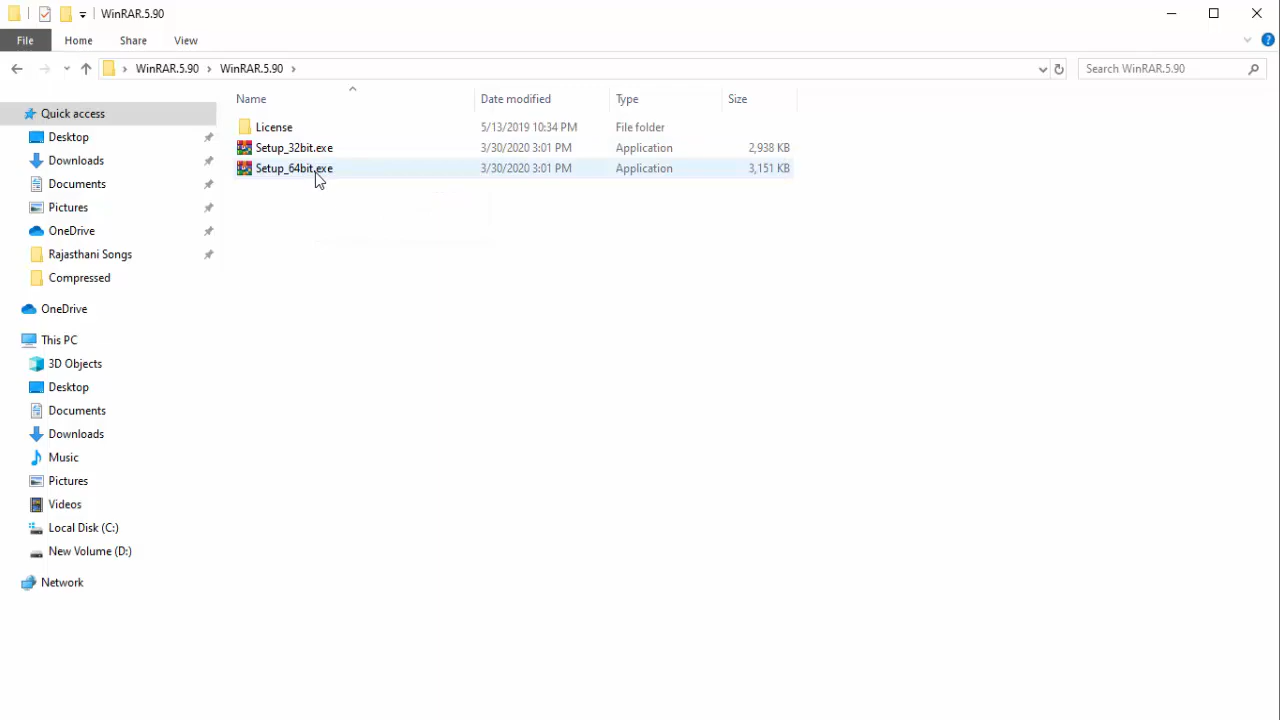 WinRAR.5.90
File Home Share View
WinRAR.5.90 WinRAR.5.90 Search WinRAR.5.90
Name Date modified Type Size
Quick access
Desktop
Downloads
Documents
Pictures
OneDrive
Rajasthani Songs
Compressed
OneDrive
This PC
3D Objects
Desktop
Documents
Downloads
Music
Pictures
Videos
Local Disk (C:)
New Volume (D:)
Network
License 5/13/2019 10:34 PM File folder
Setup_32bit.exe 3/30/2020 3:01 PM Application 2,938 KB
Setup_64bit.exe 3/30/2020 3:01 PM Application 3,151 KB